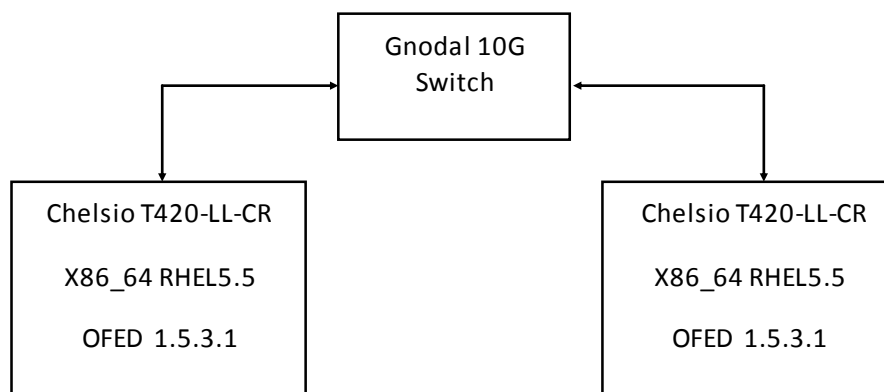 Gnodal 10G
Switch
Chelsio T420-LL-CR
X86_64 RHEL5.5
OFED 1.5.3.1
Chelsio T420-LL-CR
X86_64 RHEL5.5
OFED 1.5.3.1